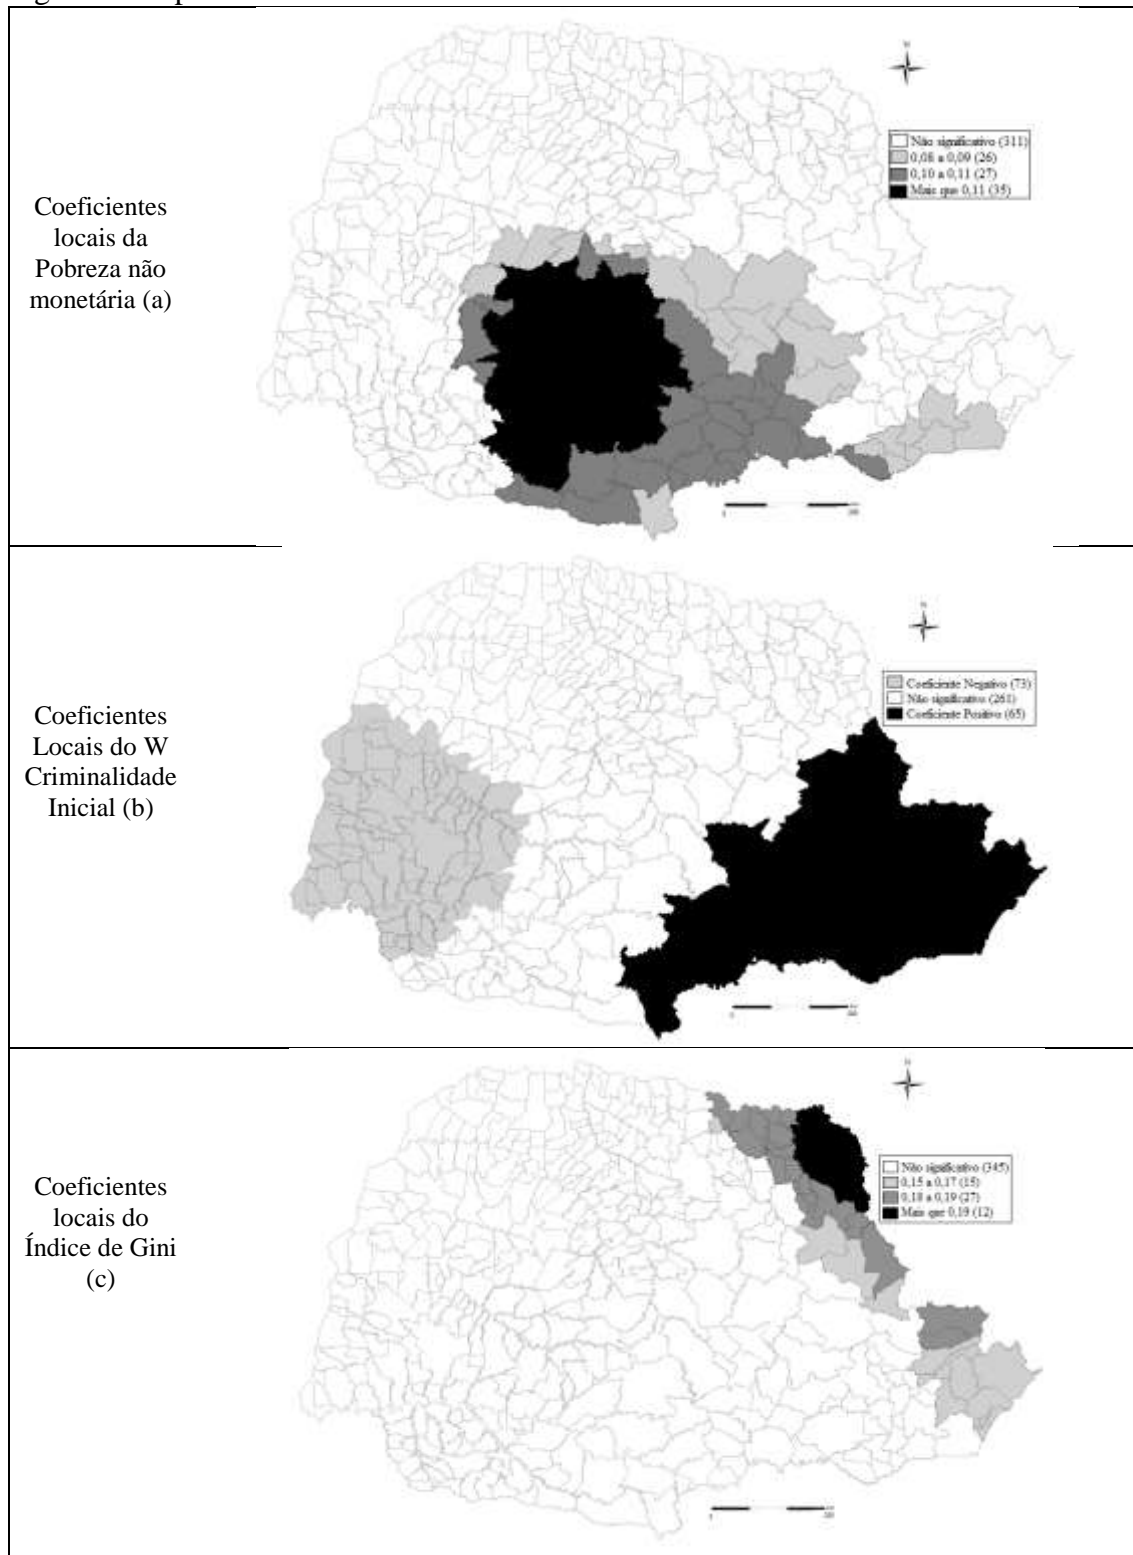 Coeficientes
locais da
Pobreza não
monetária (a)
N
Não significativo (311)
0,08 a 0,09 (26)
0,10 a 0,11 (27)
Mais que 0,11 (35)
Coeficientes
Locais do W
Criminalidade
Inicial (b)
N
Coeficiente Negativo (73)
Não significativo (261)
Coeficiente Positivo (65)
Coeficientes
locais do
Índice de Gini
(c)
N
Não significativo (345)
0,15 a 0,17 (15)
0,18 a 0,19 (27)
Mais que 0,19 (12)